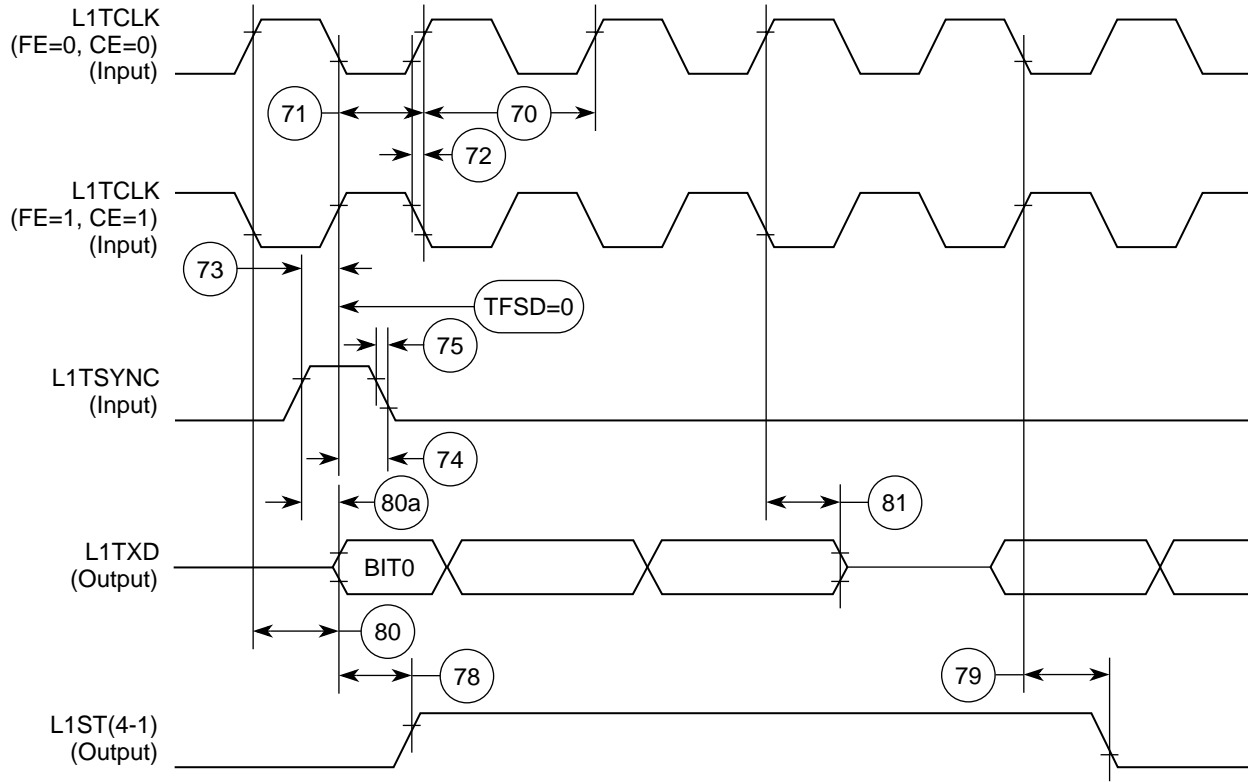 L1TCLK
(FE=0, CE=0)
(Input)
71
70
72
L1TCLK
(FE=1, CE=1)
(Input)
73
TFSD=0
75
L1TSYNC
(Input)
74
80a
81
L1TXD
(Output)
BIT0
80
78
79
L1ST(4-1)
(Output)